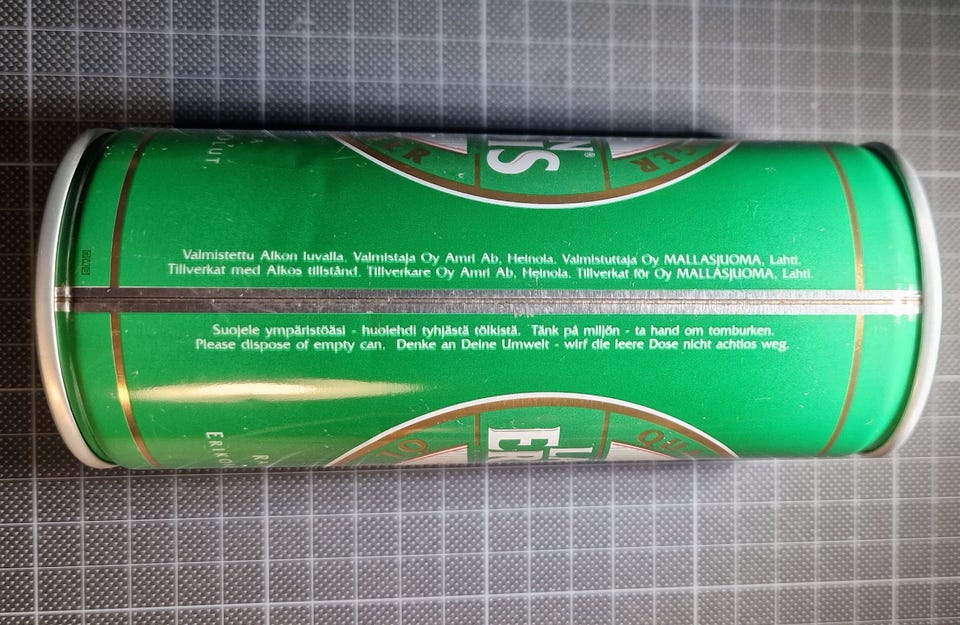 Valmistettu Alkon luvalla. Valmistaja Oy Amri Ab, Heinola. Valmistuttaja Oy MALLASJUOMA, Lahti.
Tillverkat med Alkos tillstånd. Tillverkare Oy Amri Ab, Heinola. Tillverkat för Oy MALLASJUOMA, Lahti.
Suojele ympäristöäsi - huolehdi tyhjästä tölkistä. Tänk på miljön - ta hand om tomburken.
Please dispose of empty can. Denke an Deine Umwelt - wirf die leere Dose nicht achtlos weg.